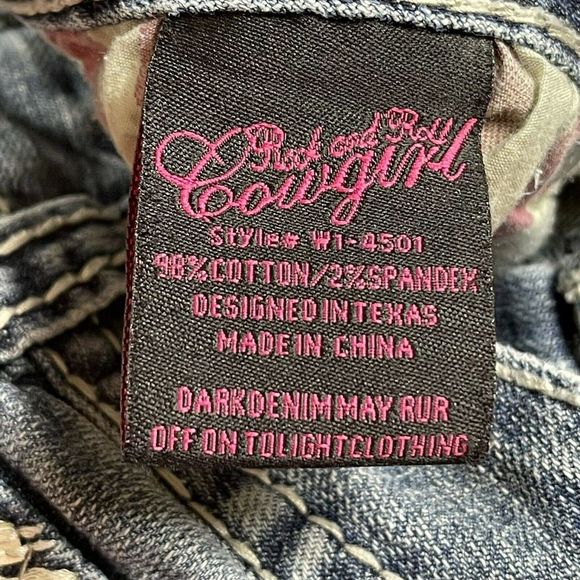 Rock and Roll
Cowgirl
Style# W1-4501
98%COTTON/2%SPANDEX
DESIGNED IN TEXAS
MADE IN CHINA
DARK DENIM MAY RUR
OFF ON TO LIGHT CLOTHING